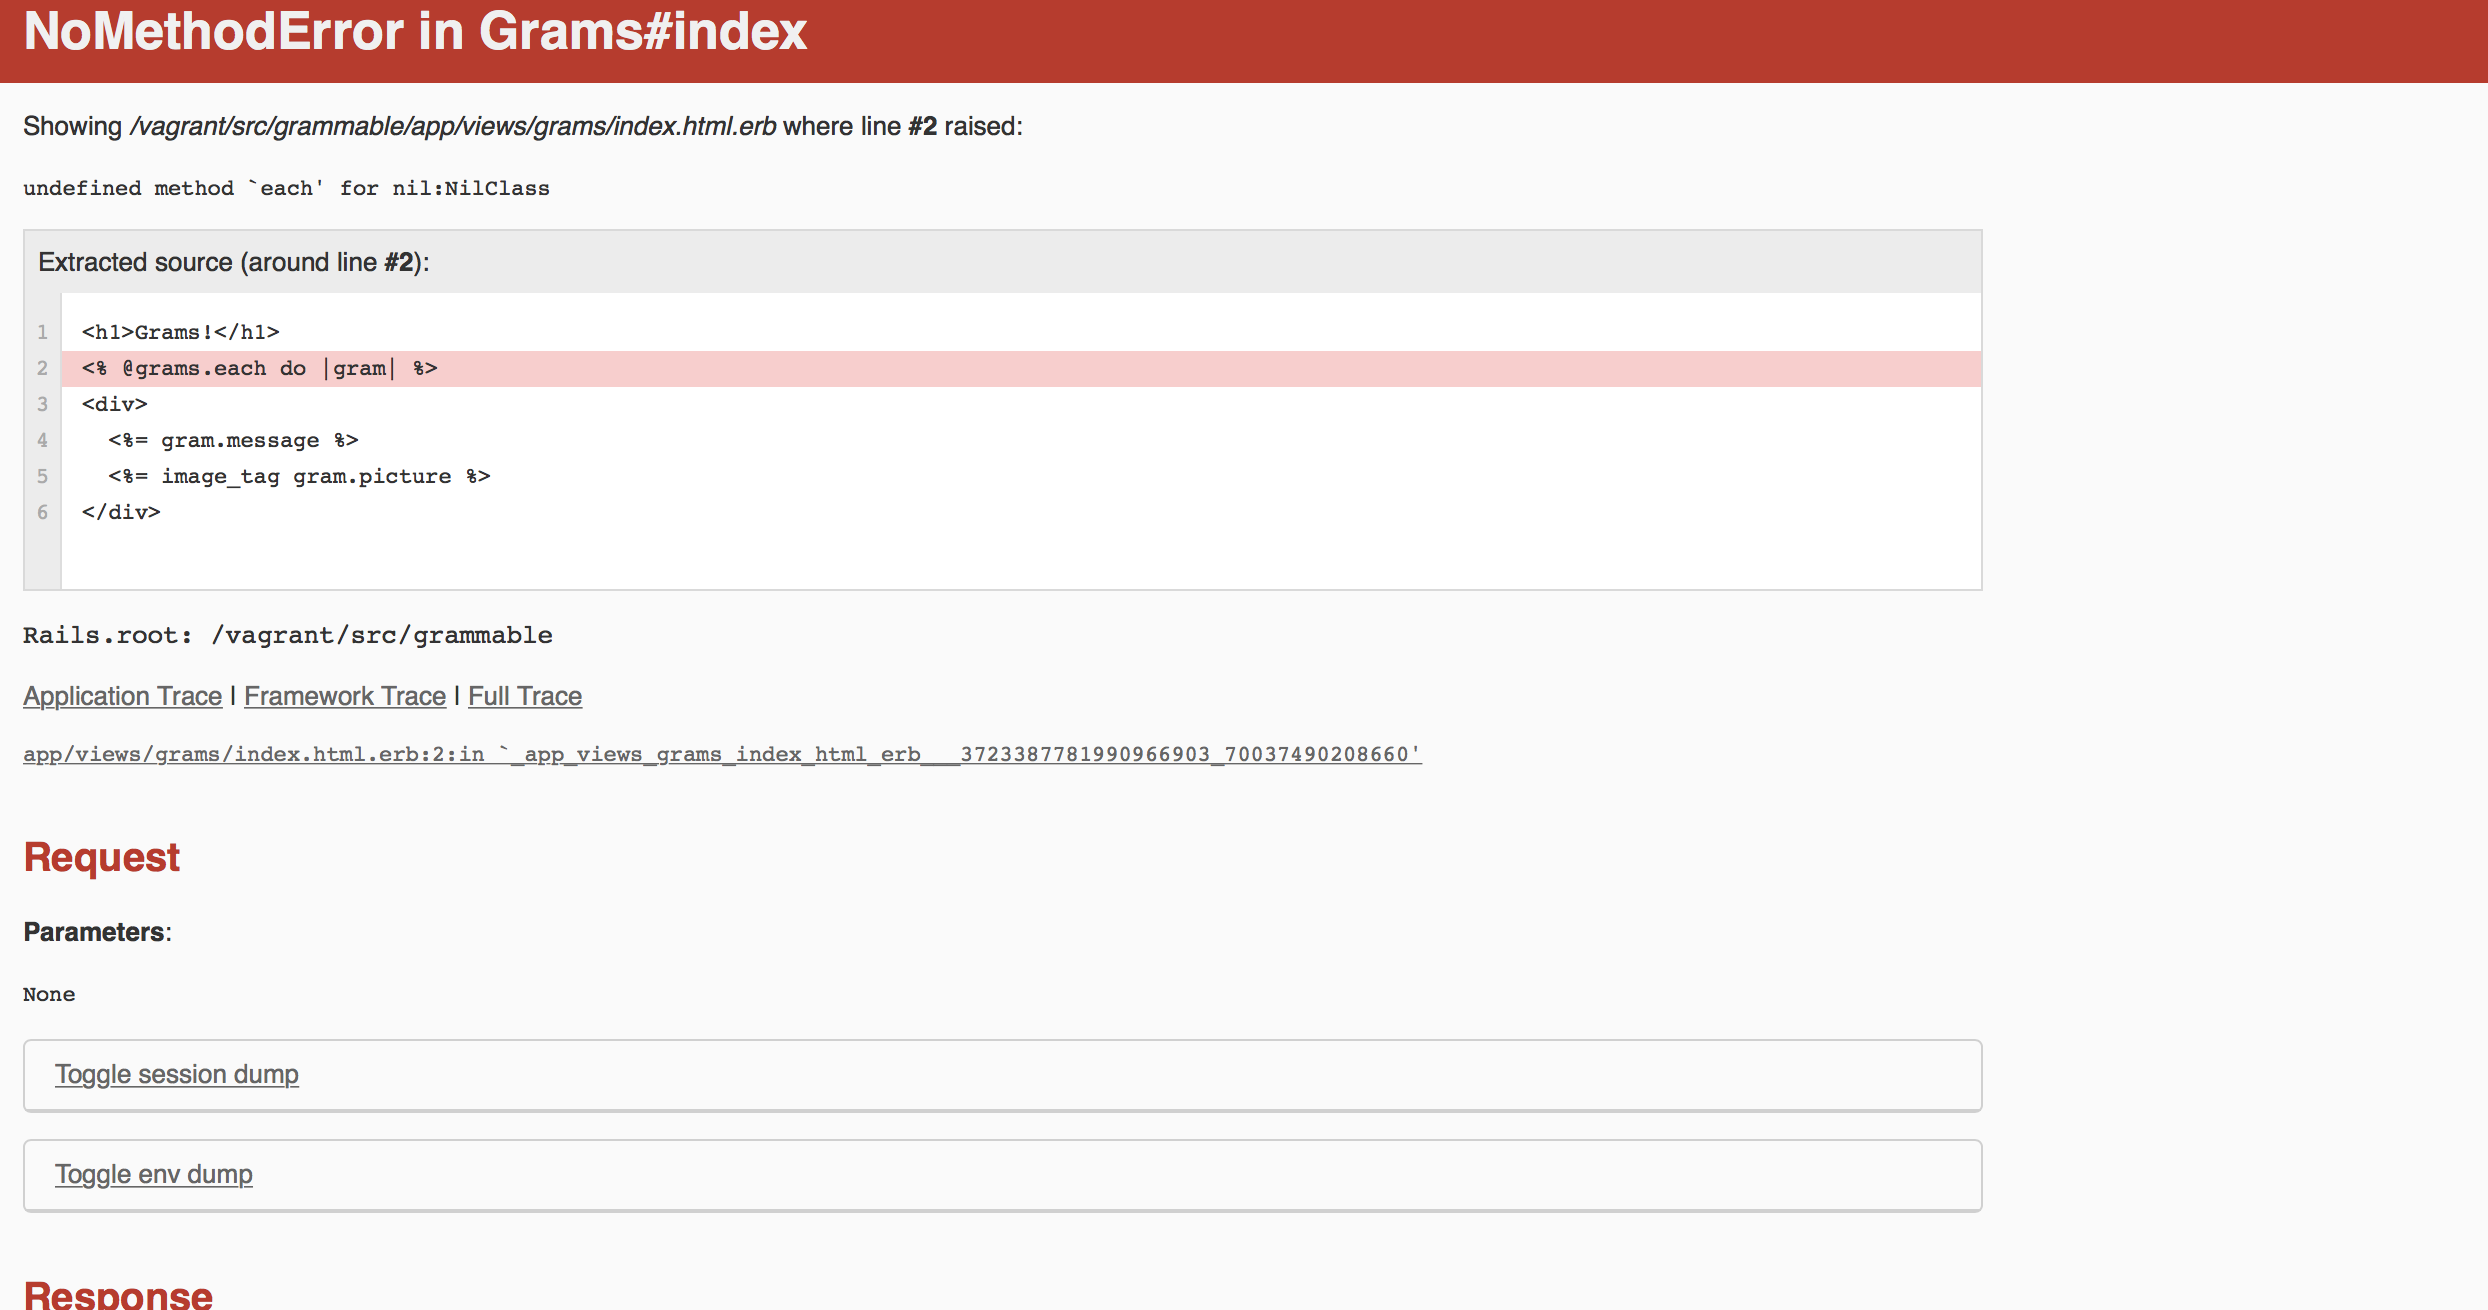 NoMethodError in Grams#index
Showing /vagrant/src/grammable/app/views/grams/index.html.erb where line #2 raised:
undefined method `each' for nil:NilClass
Extracted source (around line #2):
1 <h1>Grams!</h1>
2 <% @grams.each do |gram| %>
3 <div>
4   <%= gram.message %>
5   <%= image_tag gram.picture %>
6 </div>
Rails.root: /vagrant/src/grammable
Application Trace | Framework Trace | Full Trace
app/views/grams/index.html.erb:2:in `_app_views_grams_index_html_erb___3723387781990966903_70037490208660'
Request
Parameters:
None
Toggle session dump
Toggle env dump
Response